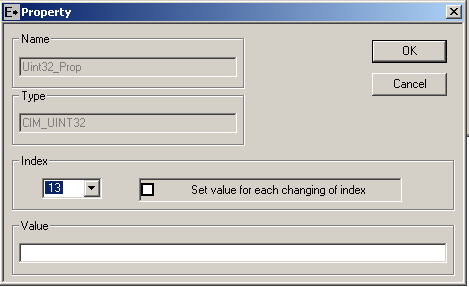 E Property
Name
Uint32_Prop
OK
Cancel
Type
CIM_UINT32
Index
13
Set value for each changing of index
Value